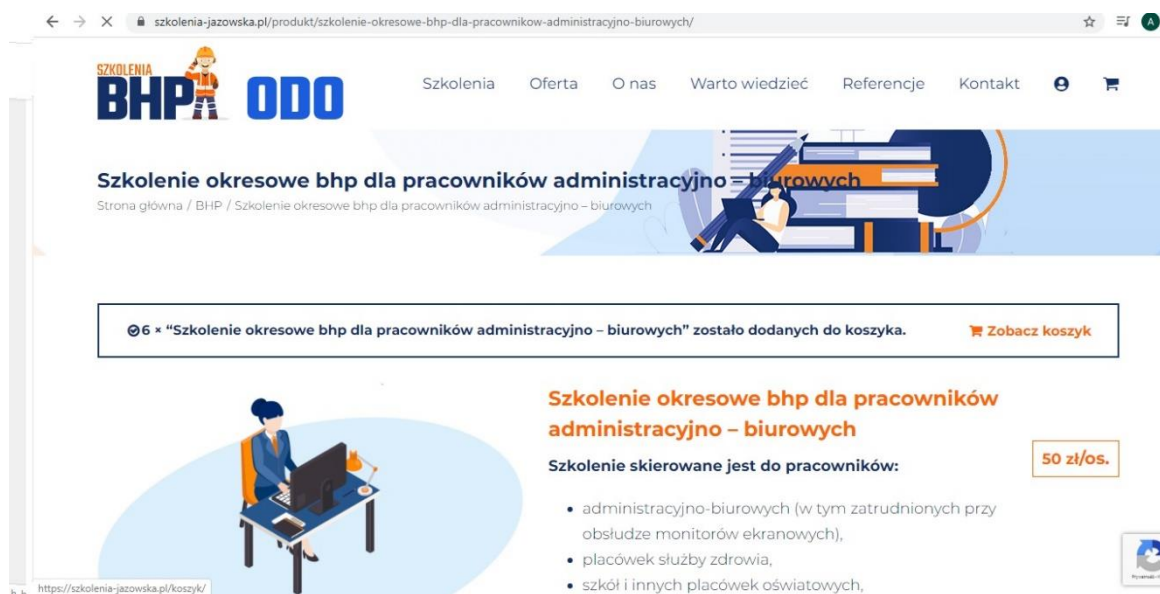 szkolenia-jazowska.pl/produkt/szkolenie-okresowe-bhp-dla-pracownikow-administracyjno-biurowych/
A
SZKOLENIA
BHP ODO
Szkolenia Oferta O nas Warto wiedzieć Referencje Kontakt
Szkolenie okresowe bhp dla pracowników administracyjno – biurowych
Strona główna / BHP / Szkolenie okresowe bhp dla pracowników administracyjno – biurowych
6 × “Szkolenie okresowe bhp dla pracowników administracyjno – biurowych” zostało dodanych do koszyka. Zobacz koszyk
Szkolenie okresowe bhp dla pracowników
administracyjno – biurowych
50 zł/os.
Szkolenie skierowane jest do pracowników:
administracyjno-biurowych (w tym zatrudnionych przy
obsłudze monitorów ekranowych),
placówek służby zdrowia,
szkół i innych placówek oświatowych,
https://szkolenia-jazowska.pl/koszyk/